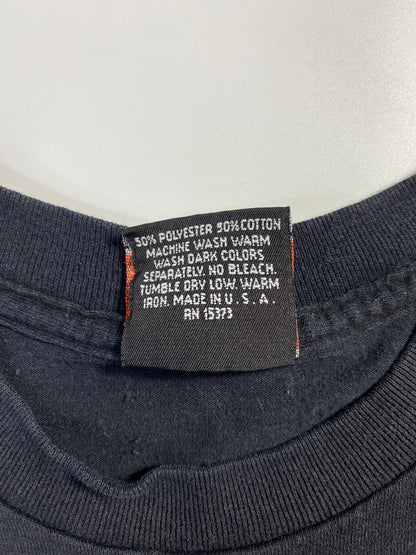 50% POLYESTER 50% COTTON
MACHINE WASH WARM
WASH DARK COLORS
SEPARATELY. NO BLEACH.
TUMBLE DRY LOW. WARM
IRON. MADE IN U.S.A.
RN 15373